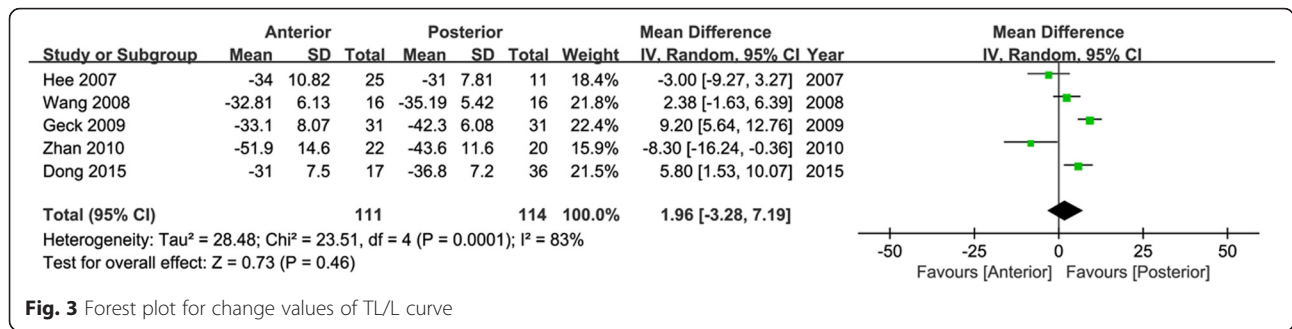 Anterior Posterior Mean Difference Mean Difference
Study or Subgroup Mean SD Total Mean SD Total Weight IV, Random, 95% CI Year IV, Random, 95% CI
Hee 2007 -34 10.82 25 -31 7.81 11 18.4% -3.00 [-9.27, 3.27] 2007
Wang 2008 -32.81 6.13 16 -35.19 5.42 16 21.8% 2.38 [-1.63, 6.39] 2008
Geck 2009 -33.1 8.07 31 -42.3 6.08 31 22.4% 9.20 [5.64, 12.76] 2009
Zhan 2010 -51.9 14.6 22 -43.6 11.6 20 15.9% -8.30 [-16.24, -0.36] 2010
Dong 2015 -31 7.5 17 -36.8 7.2 36 21.5% 5.80 [1.53, 10.07] 2015
Total (95% CI) 111 114 100.0% 1.96 [-3.28, 7.19]
Heterogeneity: Tau² = 28.48; Chi² = 23.51, df = 4 (P = 0.0001); I² = 83%
Test for overall effect: Z = 0.73 (P = 0.46)
-50 -25 0 25 50
Favours [Anterior] Favours [Posterior]
Fig. 3 Forest plot for change values of TL/L curve